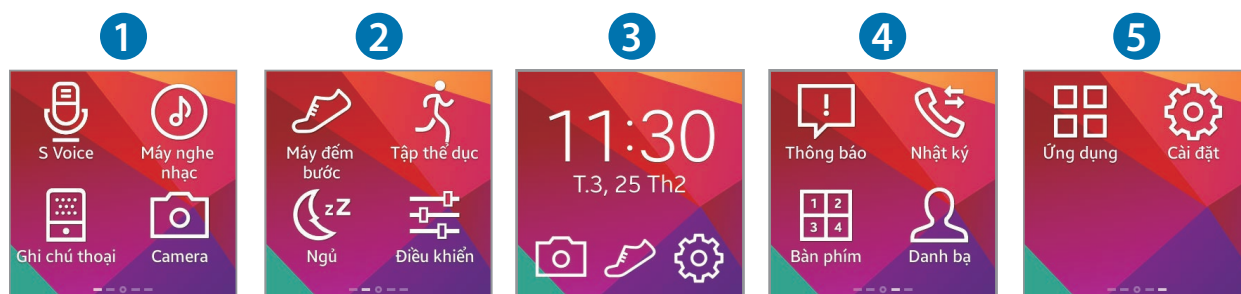 1
2
3
4
5
S Voice
Máy nghe
nhạc
Ghi chú thoại
Camera
Máy đếm
bước
Tập thể dục
zZ
Ngủ
Điều khiển
11:30
T.3, 25 Th2
!
Thông báo
Nhật ký
1 2
3 4
Bàn phím
Danh bạ
Ứng dụng
Cài đặt